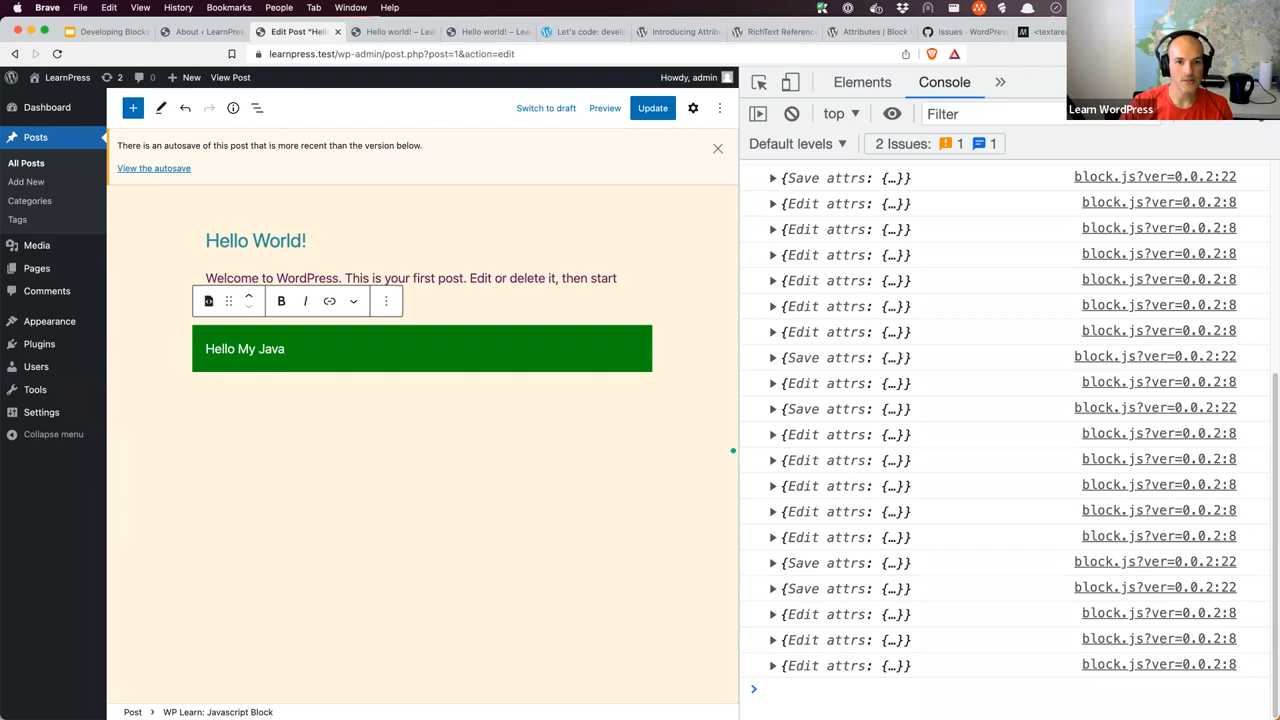 Brave File Edit View History Bookmarks People Tab Window Help
Developing Blocks
About ‹ LearnPress
Edit Post “Hello
Hello world! – Lea
Hello world! – Lea
Let's code: develo
Introducing Attribu
RichText Reference
Attributes | Block
Issues · WordPress
<textarea
learnpress.test/wp-admin/post.php?post=1&action=edit
LearnPress 2 0 New View Post Howdy, admin
Dashboard
Posts
All Posts
Add New
Categories
Tags
Media
Pages
Comments
Appearance
Plugins
Users
Tools
Settings
Collapse menu
Switch to draft Preview Update
There is an autosave of this post that is more recent than the version below.
View the autosave
Hello World!
Welcome to WordPress. This is your first post. Edit or delete it, then start
B I
Hello My Java
Post › WP Learn: Javascript Block
Elements Console »
top Filter
Default levels 2 Issues: 1 1
{Save attrs: {…}} block.js?ver=0.0.2:22
{Edit attrs: {…}} block.js?ver=0.0.2:8
{Edit attrs: {…}} block.js?ver=0.0.2:8
{Edit attrs: {…}} block.js?ver=0.0.2:8
{Edit attrs: {…}} block.js?ver=0.0.2:8
{Edit attrs: {…}} block.js?ver=0.0.2:8
{Edit attrs: {…}} block.js?ver=0.0.2:8
{Save attrs: {…}} block.js?ver=0.0.2:22
{Edit attrs: {…}} block.js?ver=0.0.2:8
{Save attrs: {…}} block.js?ver=0.0.2:22
{Edit attrs: {…}} block.js?ver=0.0.2:8
{Edit attrs: {…}} block.js?ver=0.0.2:8
{Edit attrs: {…}} block.js?ver=0.0.2:8
{Edit attrs: {…}} block.js?ver=0.0.2:8
{Edit attrs: {…}} block.js?ver=0.0.2:8
{Save attrs: {…}} block.js?ver=0.0.2:22
{Save attrs: {…}} block.js?ver=0.0.2:22
{Edit attrs: {…}} block.js?ver=0.0.2:8
{Edit attrs: {…}} block.js?ver=0.0.2:8
{Edit attrs: {…}} block.js?ver=0.0.2:8
Learn WordPress